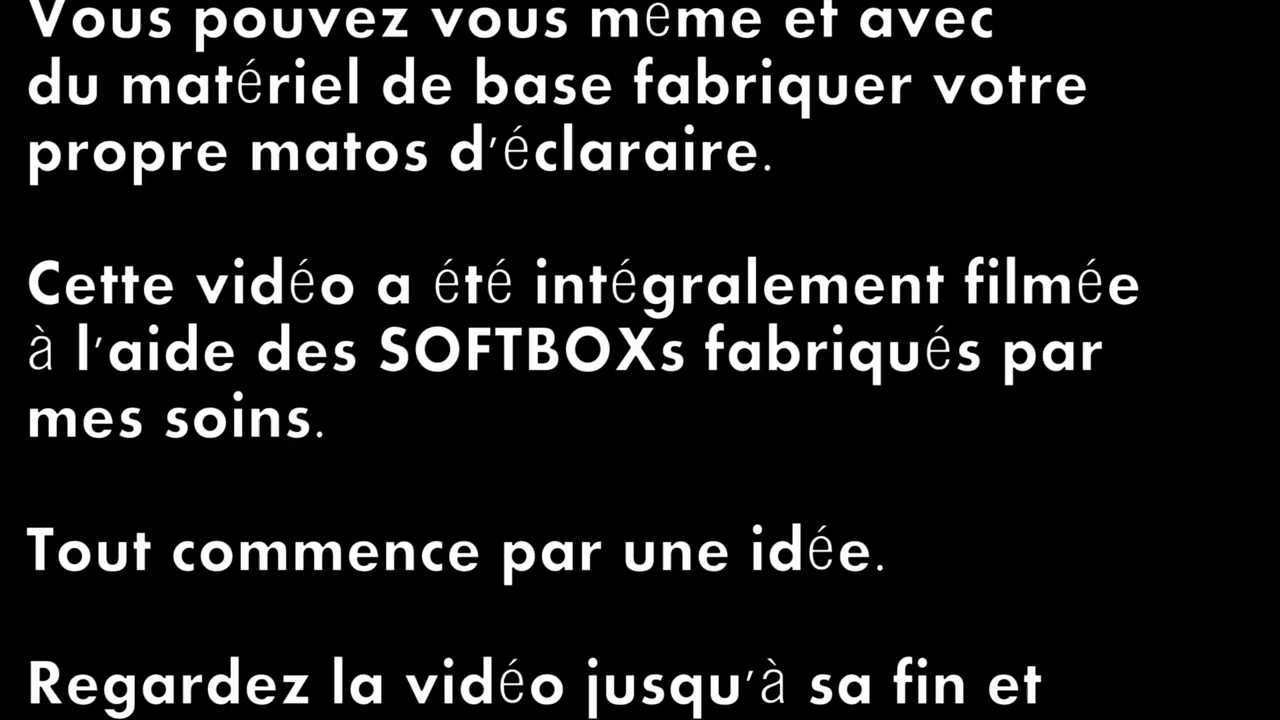 Vous pouvez vous même et avec
du matériel de base fabriquer votre
propre matos d'éclaraire.
Cette vidéo a été intégralement filmée
à l'aide des SOFTBOXs fabriqués par
mes soins.
Tout commence par une idée.
Regardez la vidéo jusqu'à sa fin et